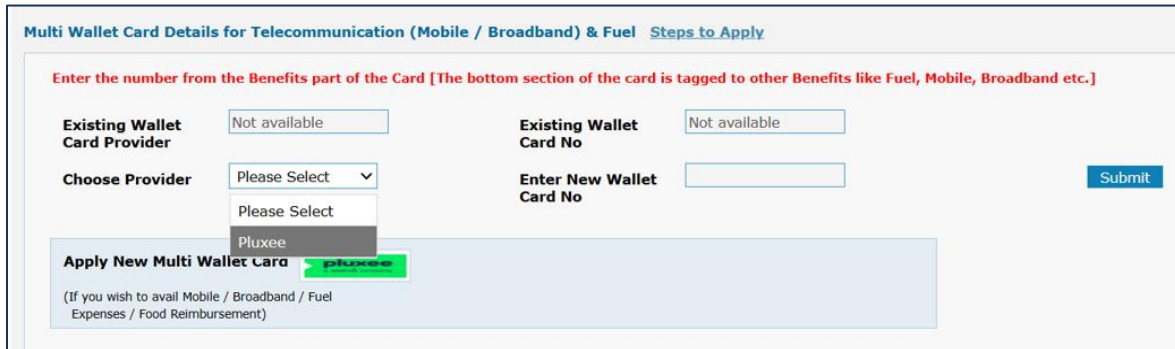 Multi Wallet Card Details for Telecommunication (Mobile / Broadband) & Fuel Steps to Apply
Enter the number from the Benefits part of the Card [The bottom section of the card is tagged to other Benefits like Fuel, Mobile, Broadband etc.]
Existing Wallet Card Provider
Not available
Existing Wallet Card No
Not available
Choose Provider
Please Select
Please Select
Pluxee
Enter New Wallet Card No
Submit
Apply New Multi Wallet Card
pluxee
(If you wish to avail Mobile / Broadband / Fuel
Expenses / Food Reimbursement)